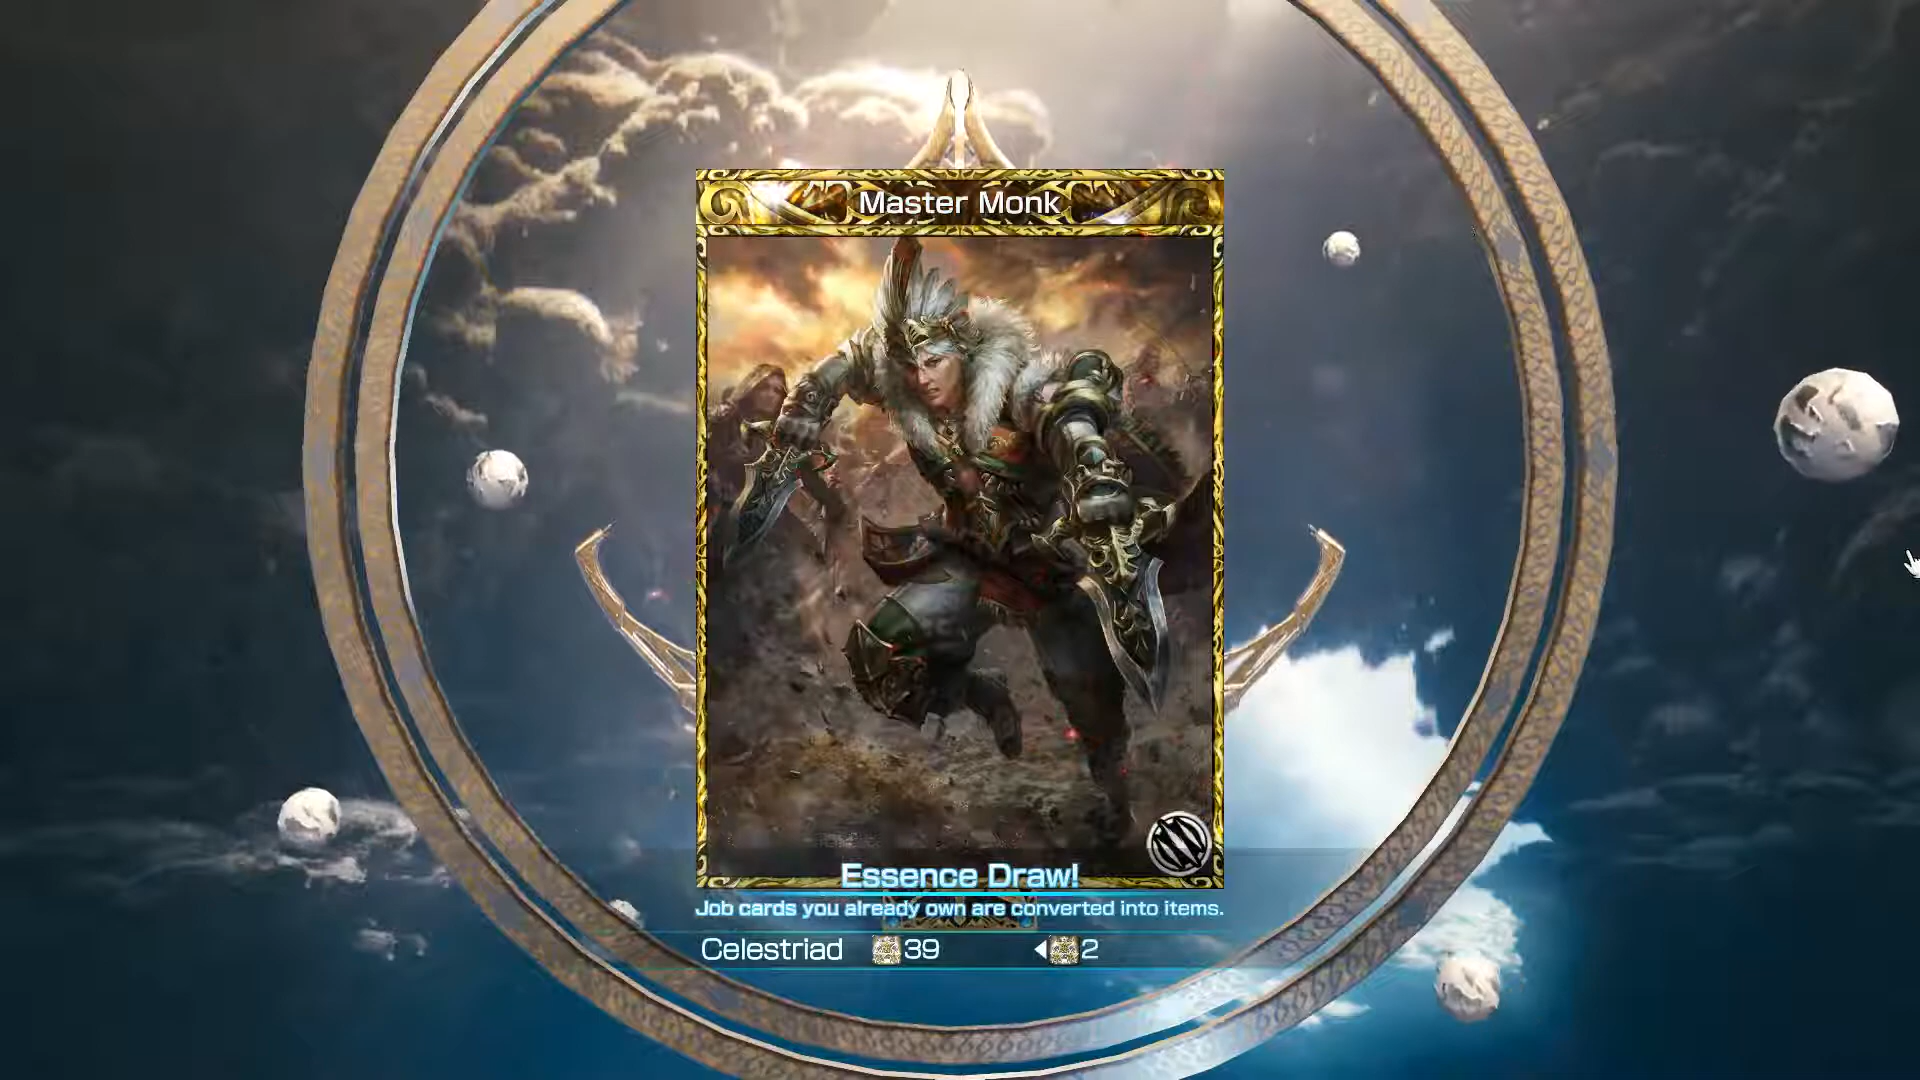 Master Monk
Essence Draw!
Job cards you already own are converted into items.
Celestriad 39 2